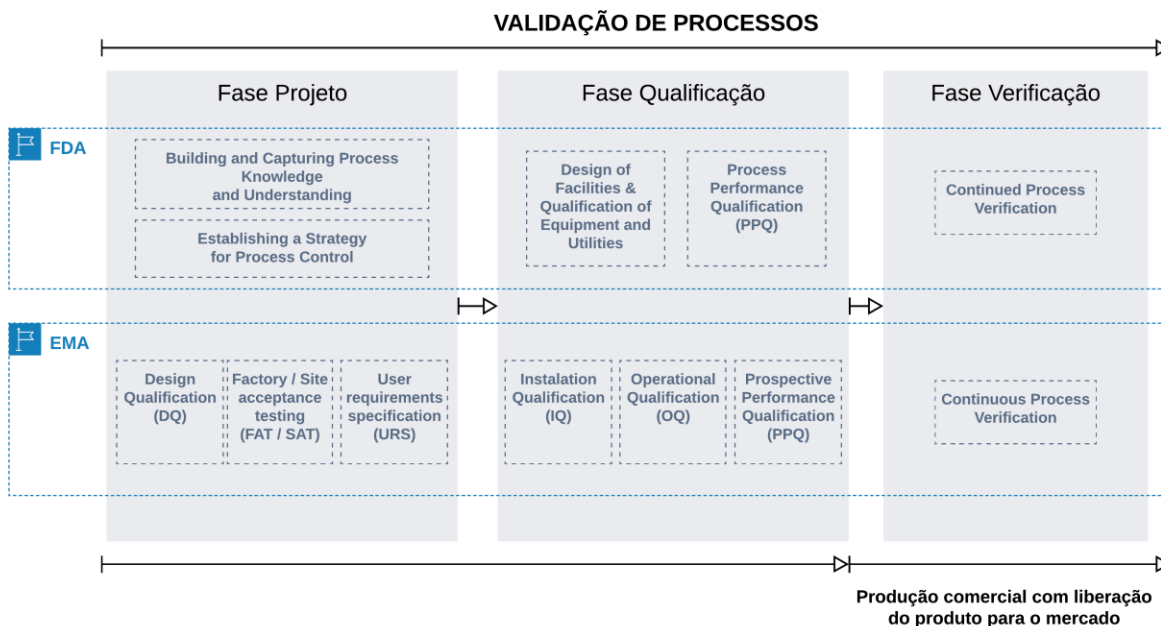 VALIDAÇÃO DE PROCESSOS
Fase Projeto
Fase Qualificação
Fase Verificação
FDA
Building and Capturing Process
Knowledge
and Understanding
Establishing a Strategy
for Process Control
Design of
Facilities &
Qualification of
Equipment and
Utilities
Process
Performance
Qualification
(PPQ)
Continued Process
Verification
EMA
Design
Qualification
(DQ)
Factory / Site
acceptance
testing
(FAT / SAT)
User
requirements
specification
(URS)
Instalation
Qualification
(IQ)
Operational
Qualification
(OQ)
Prospective
Performance
Qualification
(PPQ)
Continuous Process
Verification
Produção comercial com liberação
do produto para o mercado